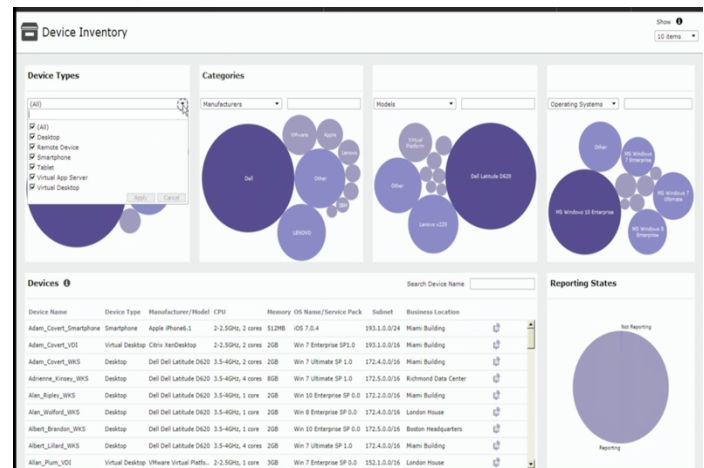 Device Inventory
Show
10 items
Device Types
Categories
(All)
(All)
Desktop
Remote Device
Smartphone
Tablet
Virtual App Server
Virtual Desktop
Apply Cancel
Manufacturers
VMware
Apple
Lenovo
Dell
Other
IBM
LENOVO
Models
Virtual Platform
Other
Dell Latitude D620
Lenovo x220
Operating Systems
Other
MS Windows 7 Enterprise
MS Windows 7 Ultimate
MS Windows 10 Enterprise
MS Windows 8 Enterprise
Devices
Search Device Name
Device Name Device Type Manufacturer/Model CPU Memory OS Name/Service Pack Subnet Business Location
Adam_Covert_Smartphone Smartphone Apple iPhone6.1 2-2.5GHz, 2 cores 512MB iOS 7.0.4 193.1.0.0/24 Miami Building
Adam_Covert_VDI Virtual Desktop Citrix XenDesktop 2-2.5GHz, 2 cores 2GB Win 7 Enterprise SP1.0 193.1.0.0/16 Miami Building
Adam_Covert_WKS Desktop Dell Dell Latitude D620 3.5-4GHz, 2 cores 2GB Win 7 Ultimate SP 1.0 172.4.0.0/16 Miami Building
Adrienne_Kinsey_WKS Desktop Dell Dell Latitude D620 3.5-4GHz, 4 cores 8GB Win 7 Ultimate SP 1.0 172.5.0.0/16 Richmond Data Center
Alan_Ripley_WKS Desktop Dell Dell Latitude D620 3.5-4GHz, 1 core 2GB Win 10 Enterprise SP 0.0 172.2.0.0/16 Miami Building
Alan_Wolford_WKS Desktop Dell Dell Latitude D620 3.5-4GHz, 1 core 2GB Win 8 Enterprise SP 0.0 172.4.0.0/16 London House
Albert_Brandon_WKS Desktop Dell Dell Latitude D620 3.5-4GHz, 1 core 2GB Win 10 Enterprise SP 0.0 172.5.0.0/16 Boston Headquarters
Albert_Lillard_WKS Desktop Dell Dell Latitude D620 3.5-4GHz, 4 cores 2GB Win 7 Ultimate SP 1.0 172.4.0.0/16 Miami Building
Allan_Plum_VDI Virtual Desktop VMware Virtual Platfo... 2-2.5GHz, 1 core 3GB Win 7 Enterprise SP 0.0 152.1.0.0/16 London House
Reporting States
Not Reporting
Reporting